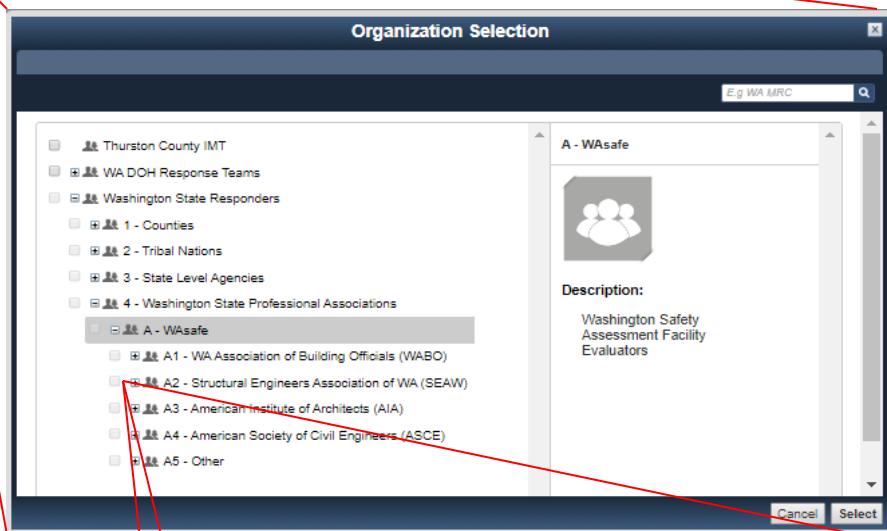 Organization Selection
x
E.g WA MRC
Thurston County IMT
WA DOH Response Teams
Washington State Responders
1 - Counties
2 - Tribal Nations
3 - State Level Agencies
4 - Washington State Professional Associations
A - WAsafe
A1 - WA Association of Building Officials (WABO)
A2 - Structural Engineers Association of WA (SEAW)
A3 - American Institute of Architects (AIA)
A4 - American Society of Civil Engineers (ASCE)
A5 - Other
A - WAsafe
Description:
Washington Safety
Assessment Facility
Evaluators
Cancel
Select